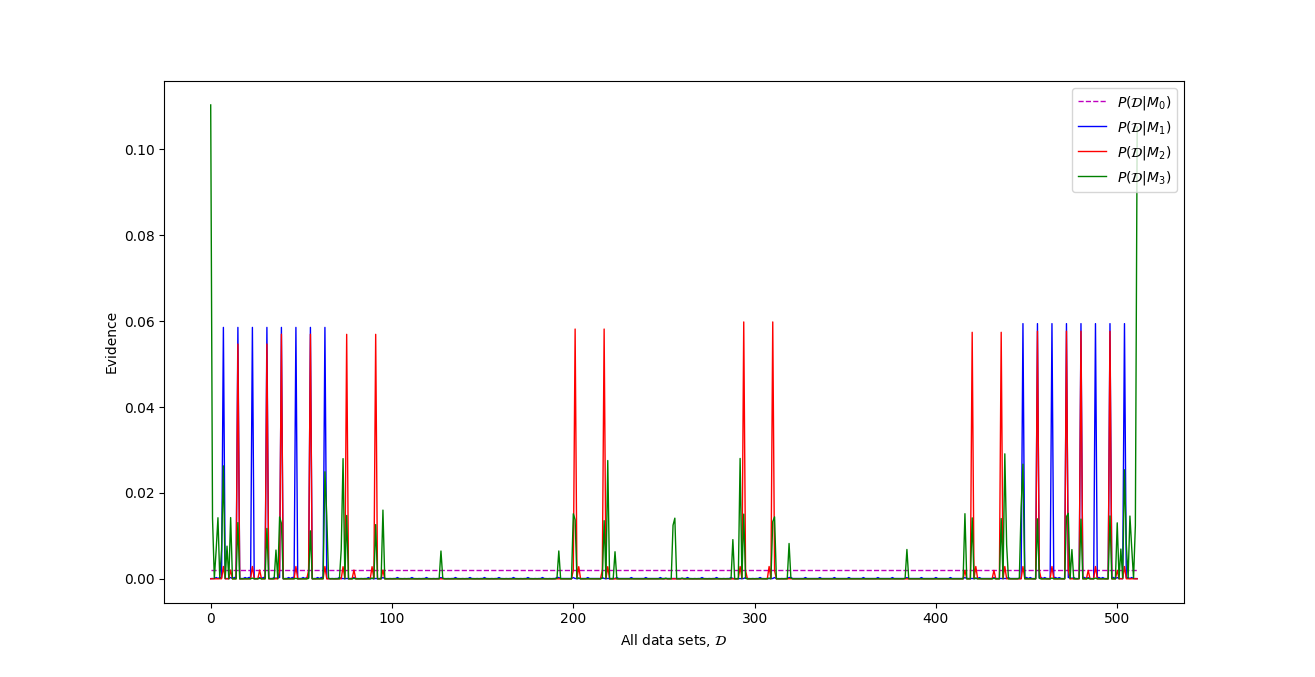 P(𝒟|M₀)
P(𝒟|M₁)
P(𝒟|M₂)
P(𝒟|M₃)
0.10
0.08
0.06
0.04
0.02
0.00
Evidence
0 100 200 300 400 500
All data sets, 𝒟